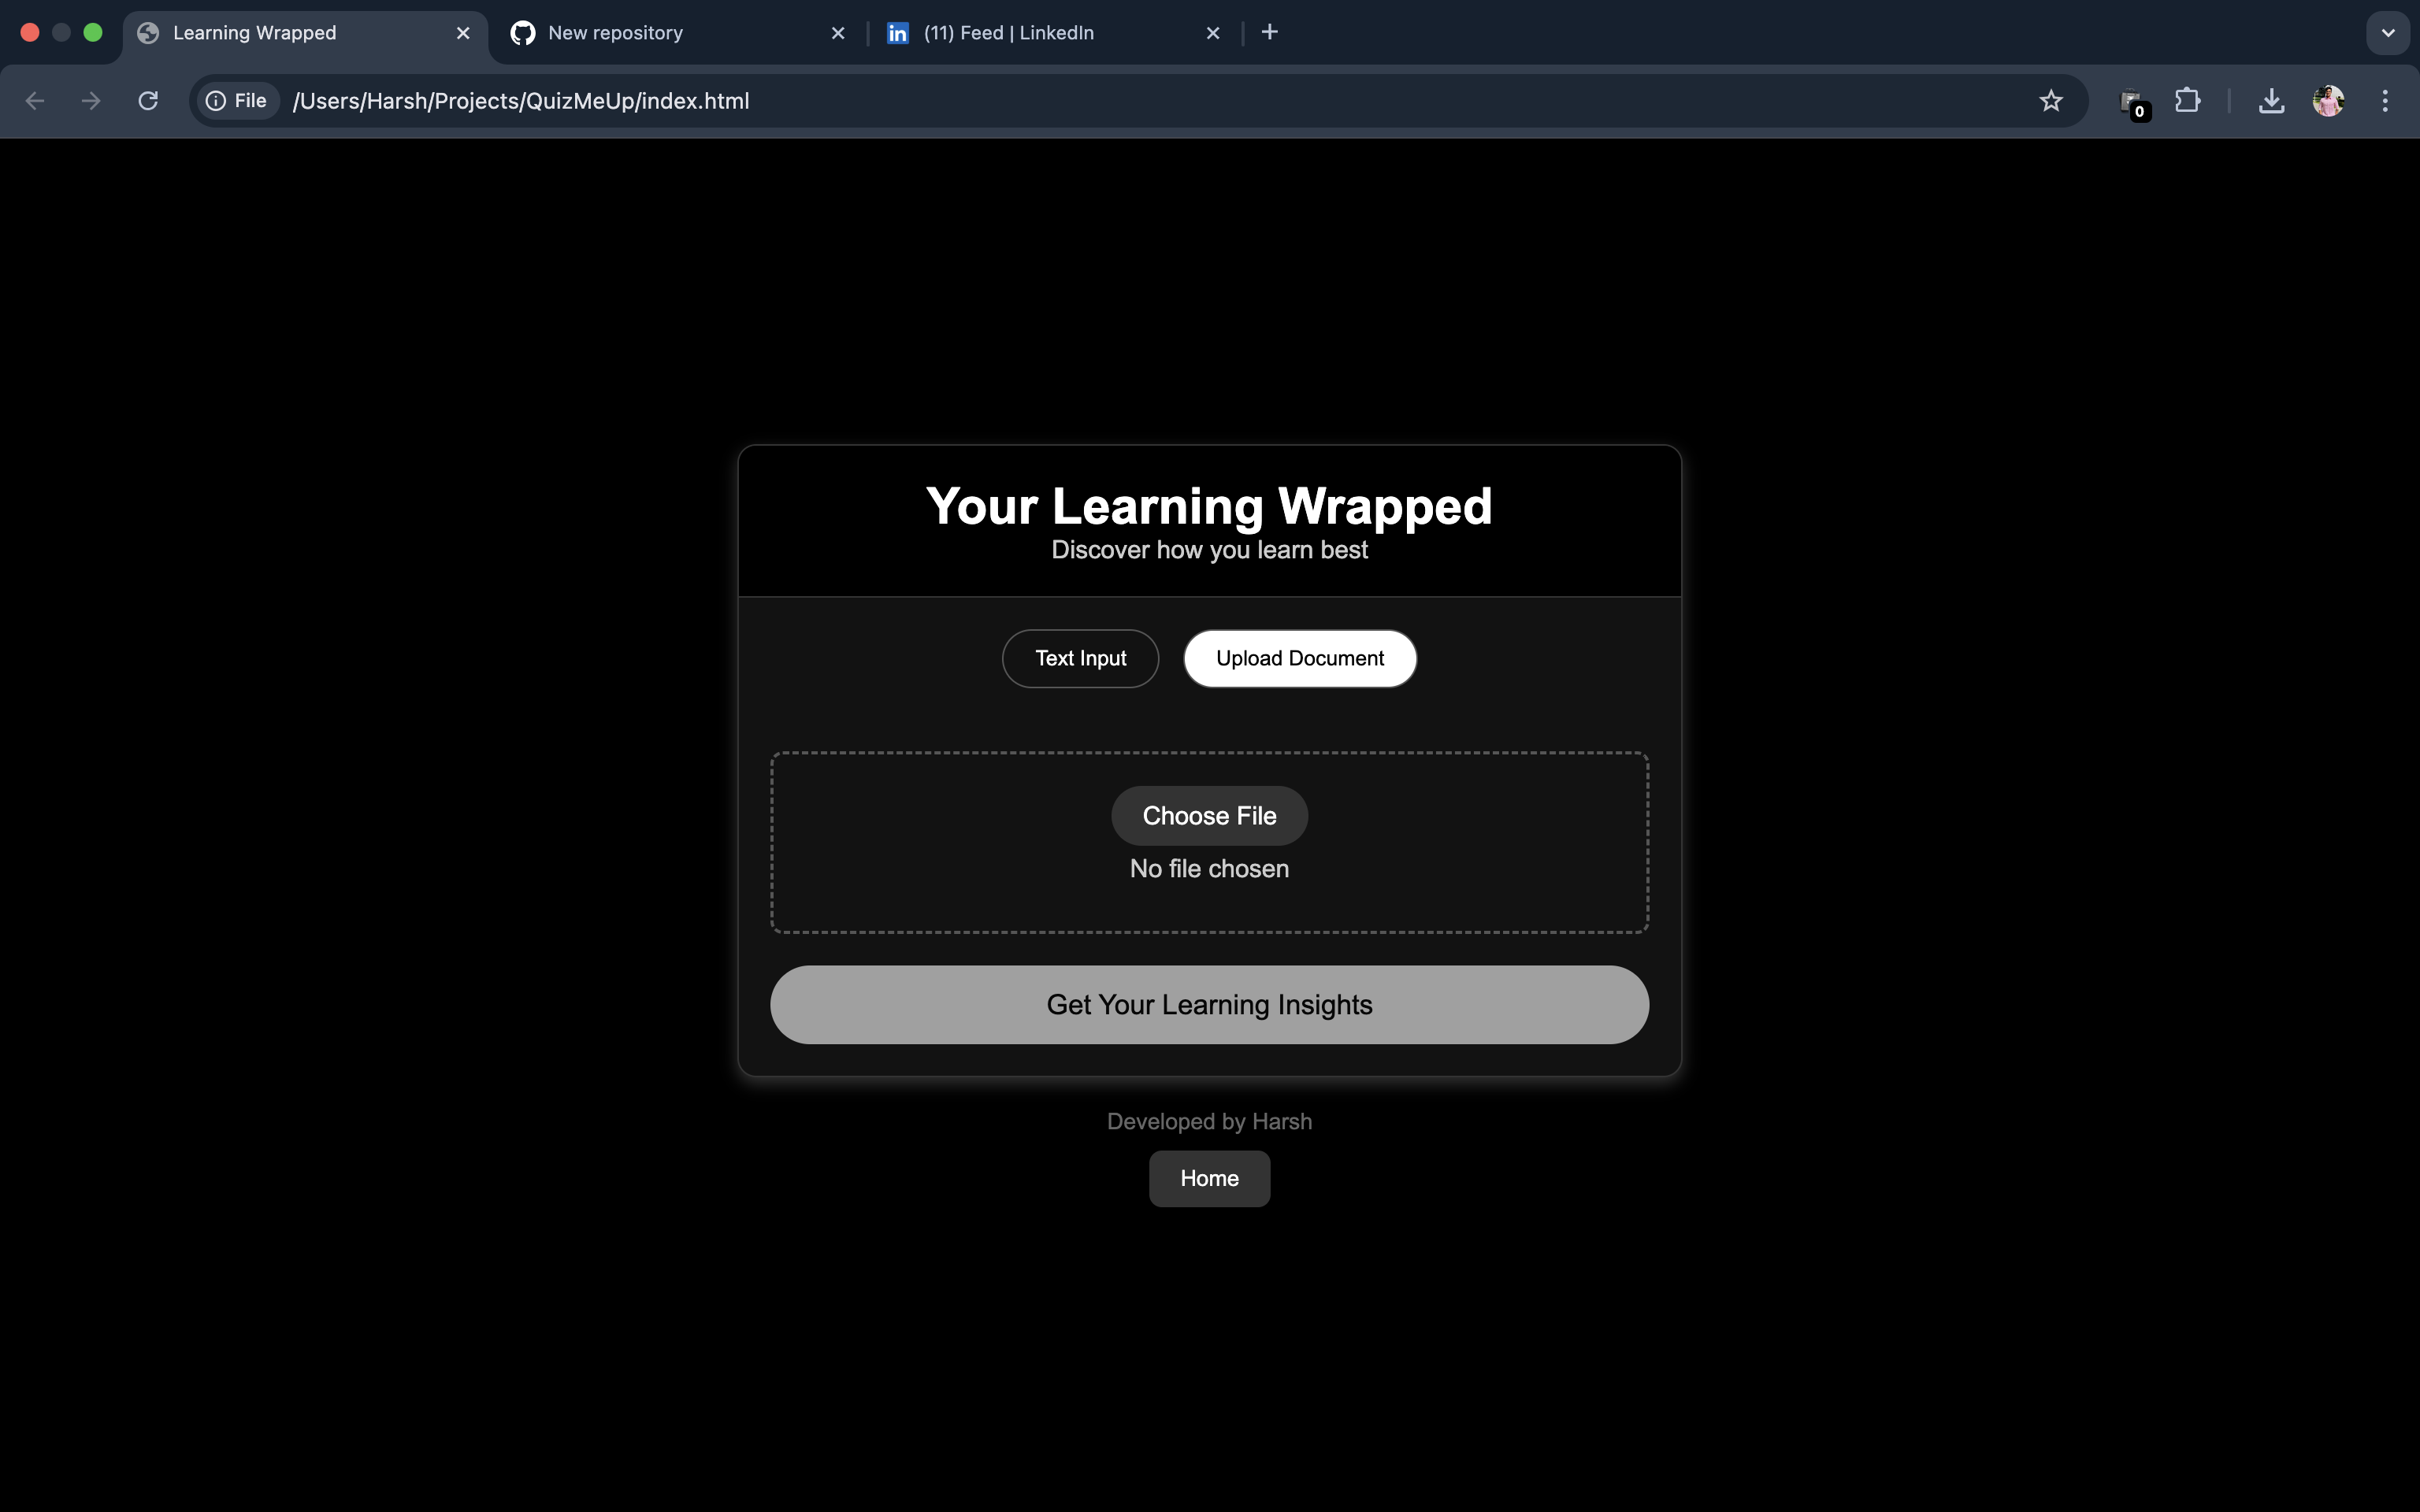 Learning Wrapped
New repository
(11) Feed | LinkedIn
File
/Users/Harsh/Projects/QuizMeUp/index.html
0
Your Learning Wrapped
Discover how you learn best
Text Input
Upload Document
Choose File
No file chosen
Get Your Learning Insights
Developed by Harsh
Home